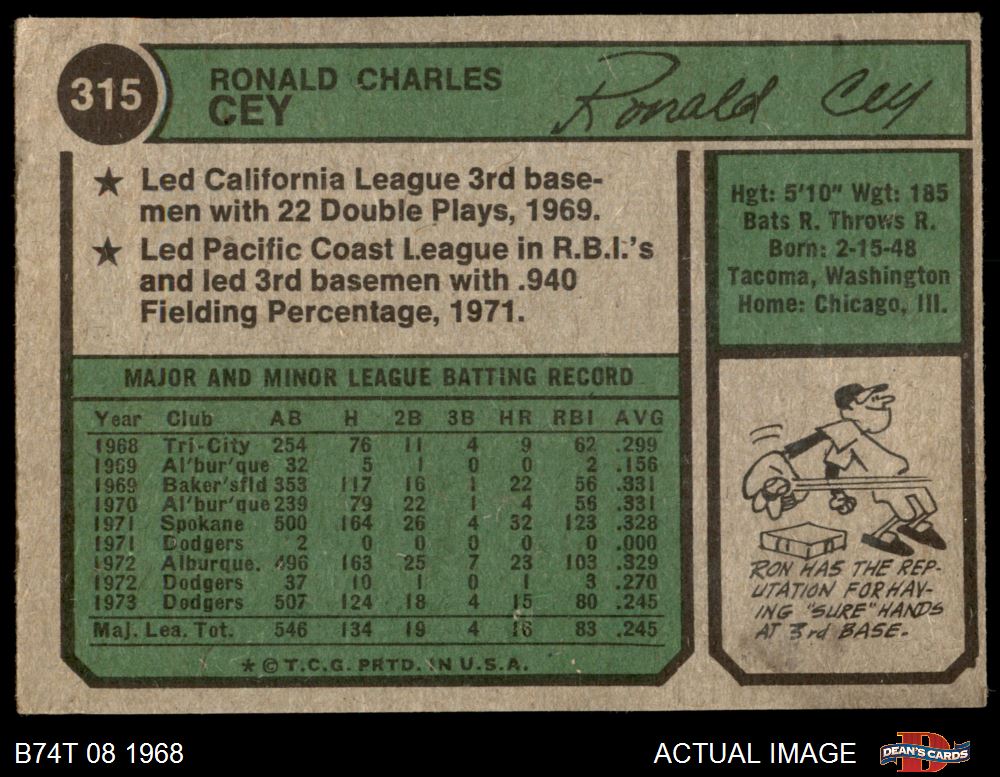 315
RONALD CHARLES
CEY
Ronald Cey
★ Led California League 3rd base-
men with 22 Double Plays, 1969.
★ Led Pacific Coast League in R.B.I.'s
and led 3rd basemen with .940
Fielding Percentage, 1971.
Hgt: 5'10" Wgt: 185
Bats R. Throws R.
Born: 2-15-48
Tacoma, Washington
Home: Chicago, Ill.
MAJOR AND MINOR LEAGUE BATTING RECORD
Year Club AB H 2B 3B HR RBI AVG
1968 Tri-City 254 76 11 4 9 62 .299
1969 Al'bur'que 32 5 1 0 0 2 .156
1969 Baker'sfld 353 117 16 1 22 56 .331
1970 Al'bur'que 239 79 22 1 4 56 .331
1971 Spokane 500 164 26 4 32 123 .328
1971 Dodgers 2 0 0 0 0 0 .000
1972 Alburque. 496 163 25 7 23 103 .329
1972 Dodgers 37 10 1 0 1 3 .270
1973 Dodgers 507 124 18 4 15 80 .245
Maj. Lea. Tot. 546 134 19 4 16 83 .245
★ © T.C.G. PRTD. IN U.S.A.
RON HAS THE REP-
UTATION FOR HAV-
ING "SURE" HANDS
AT 3rd BASE.
B74T 08 1968
ACTUAL IMAGE
DEAN'S CARDS